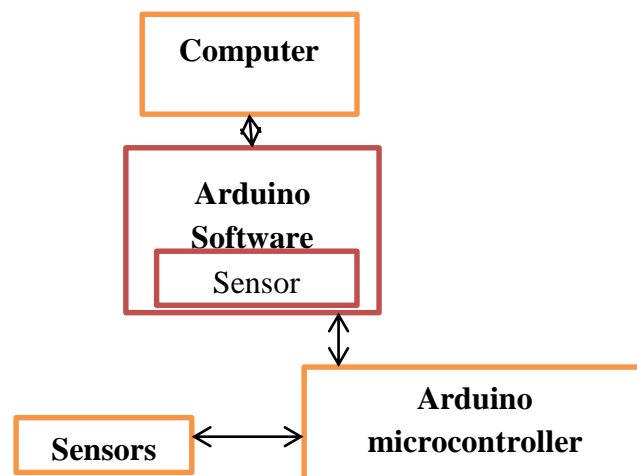 Computer
Arduino
Software
Sensor
Arduino
microcontroller
Sensors